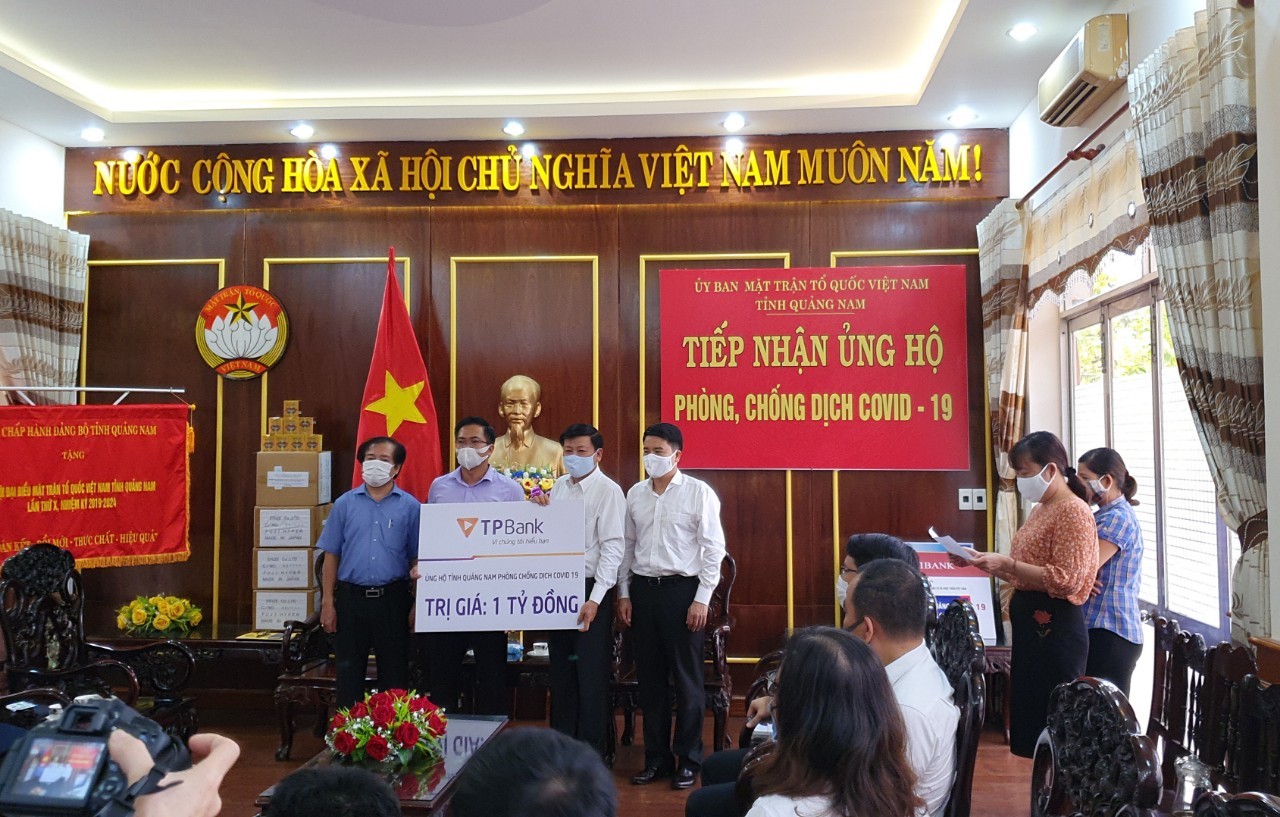 NƯỚC CỘNG HÒA XÃ HỘI CHỦ NGHĨA VIỆT NAM MUÔN NĂM!
ỦY BAN MẶT TRẬN TỔ QUỐC VIỆT NAM
TỈNH QUẢNG NAM
TIẾP NHẬN ỦNG HỘ
PHÒNG, CHỐNG DỊCH COVID - 19
MẶT TRẬN TỔ QUỐC
VIỆT NAM
CHẤP HÀNH ĐẢNG BỘ TỈNH QUẢNG NAM
TẶNG
ĐẠI BIỂU MẶT TRẬN TỔ QUỐC VIỆT NAM TỈNH QUẢNG NAM
LẦN THỨ X, NHIỆM KỲ 2019-2024
KẾT - ĐỔI MỚI - THỰC CHẤT - HIỆU QUẢ"
TPBank
Vì chúng tôi hiểu bạn
ỦNG HỘ TỈNH QUẢNG NAM PHÒNG CHỐNG DỊCH COVID 19
TRỊ GIÁ: 1 TỶ ĐỒNG
IBANK
19